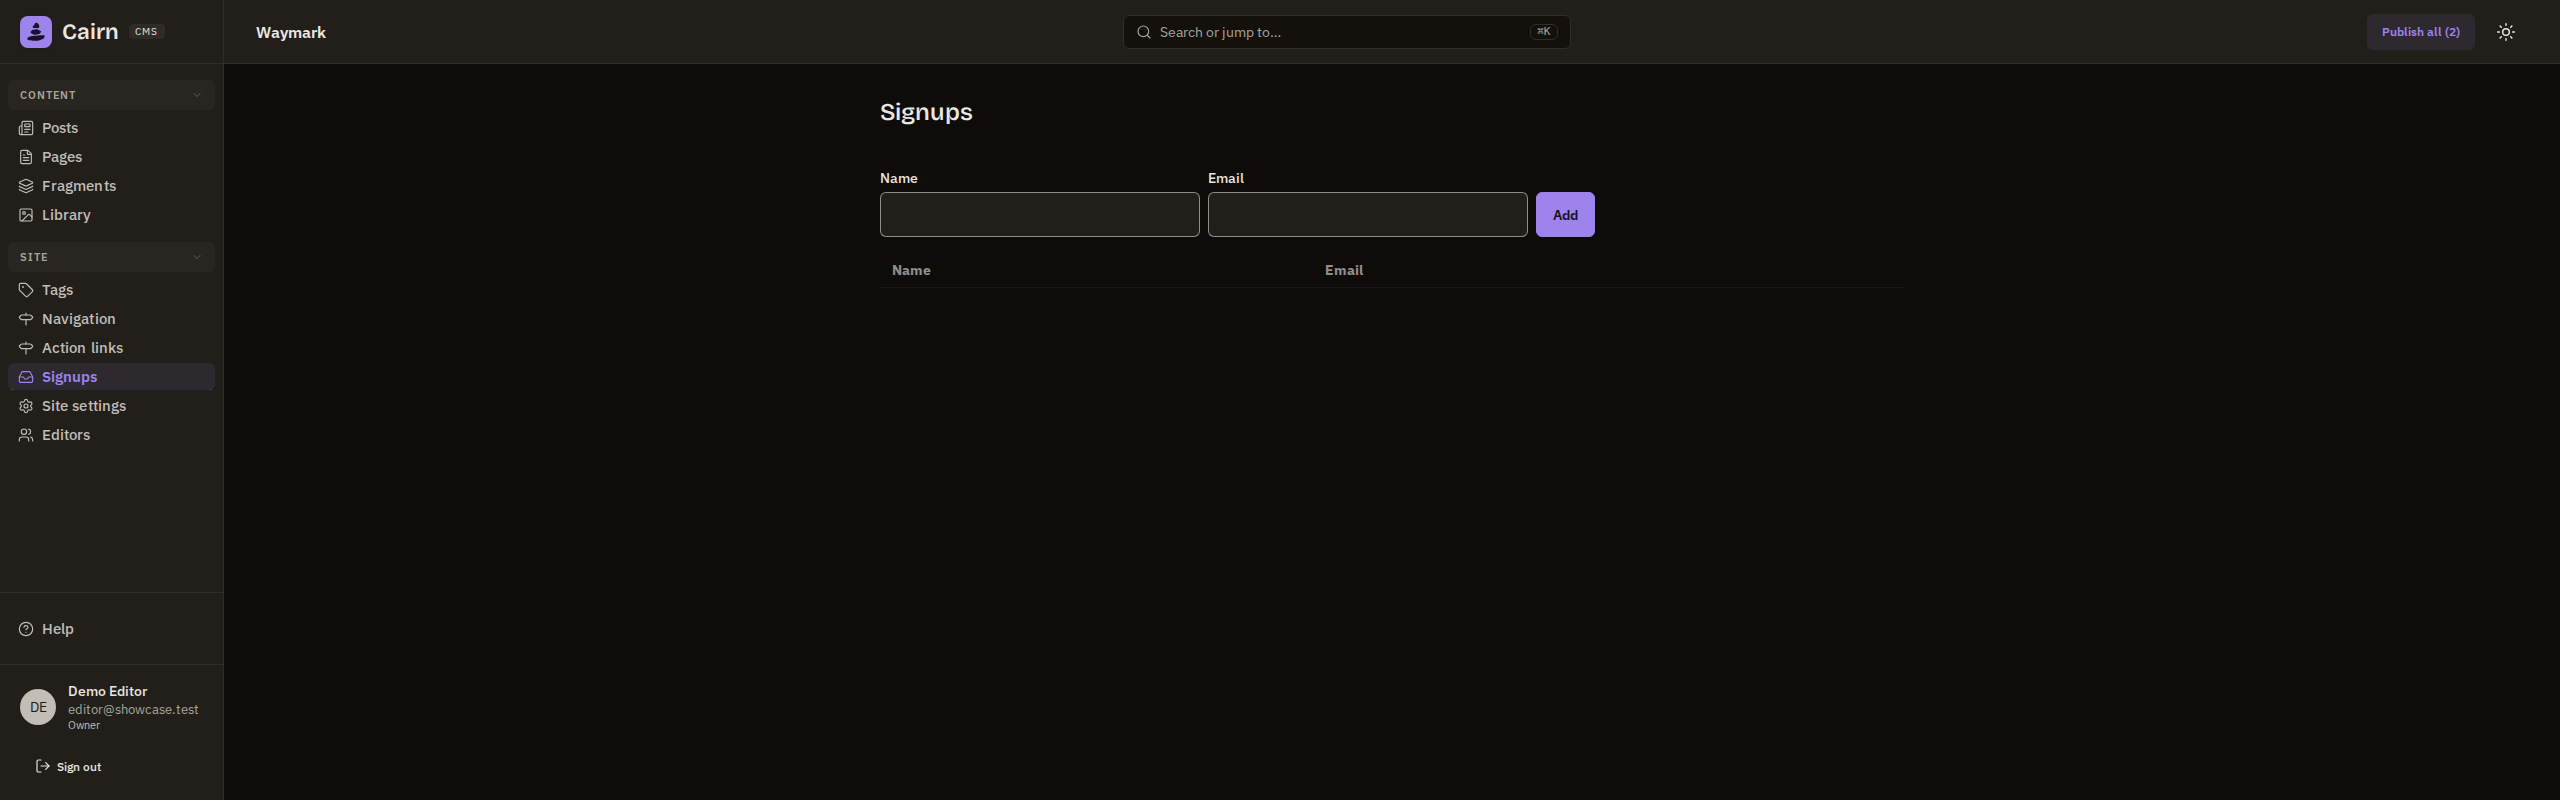 Cairn CMS
Waymark
Search or jump to...
⌘K
Publish all (2)
CONTENT
Posts
Pages
Fragments
Library
SITE
Tags
Navigation
Action links
Signups
Site settings
Editors
Help
DE
Demo Editor
editor@showcase.test
Owner
Sign out
Signups
Name
Email
Add
Name
Email